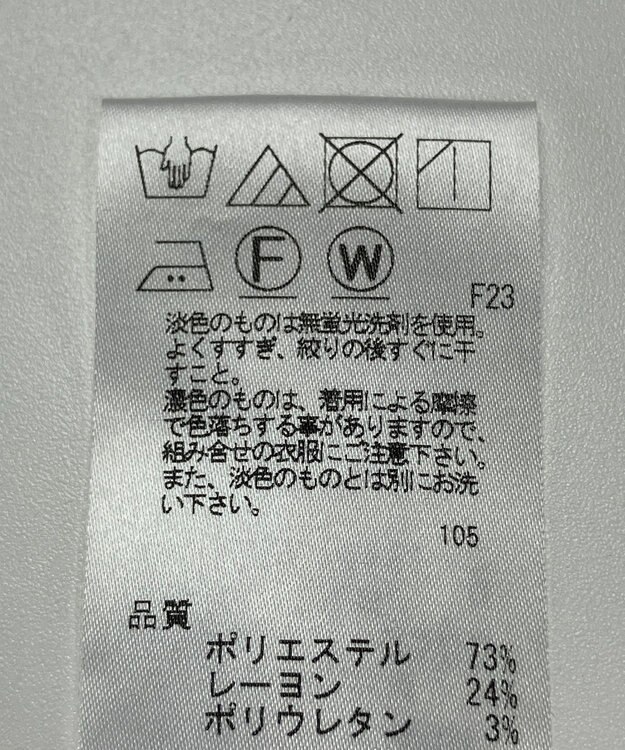 F W
F23
淡色のものは無蛍光洗剤を使用。
よくすすぎ、絞りの後すぐに干
すこと。
濃色のものは、着用による摩擦
で色落ちする事がありますので、
組み合せの衣服にご注意下さい。
また、淡色のものとは別にお洗
い下さい。
105
品質
ポリエステル 73%
レーヨン 24%
ポリウレタン 3%